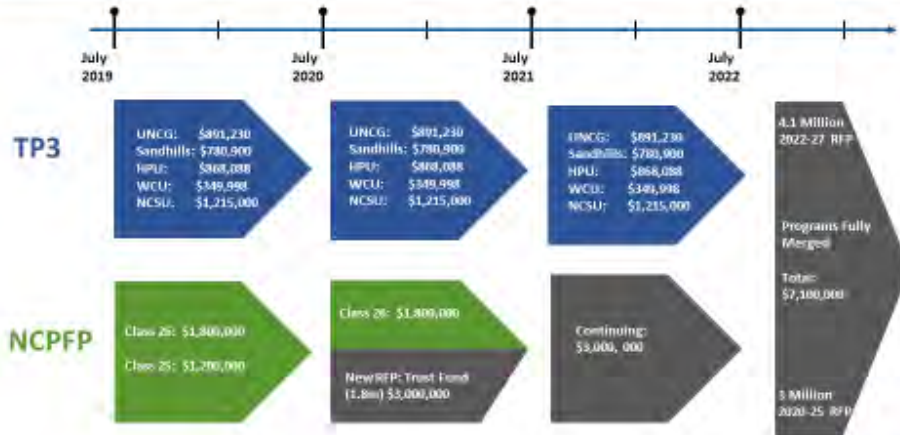 July 2019
July 2020
July 2021
July 2022
TP3
UNCG: $891,230
Sandhills: $780,900
HPU: $868,088
WCU: $349,998
NCSU: $1,215,000
UNCG: $891,230
Sandhills: $780,900
HPU: $868,088
WCU: $349,998
NCSU: $1,215,000
UNCG: $891,230
Sandhills: $780,900
HPU: $868,088
WCU: $349,998
NCSU: $1,215,000
4.1 Million
2022-27 RFP
Programs Fully
Merged
Total:
$7,100,000
3 Million
2020-25 RFP
NCPFP
Class 26: $1,800,000
Class 25: $1,200,000
Class 26: $1,800,000
New RFP: Trust Fund
(1.8m) $3,000,000
Continuing:
$3,000, 000